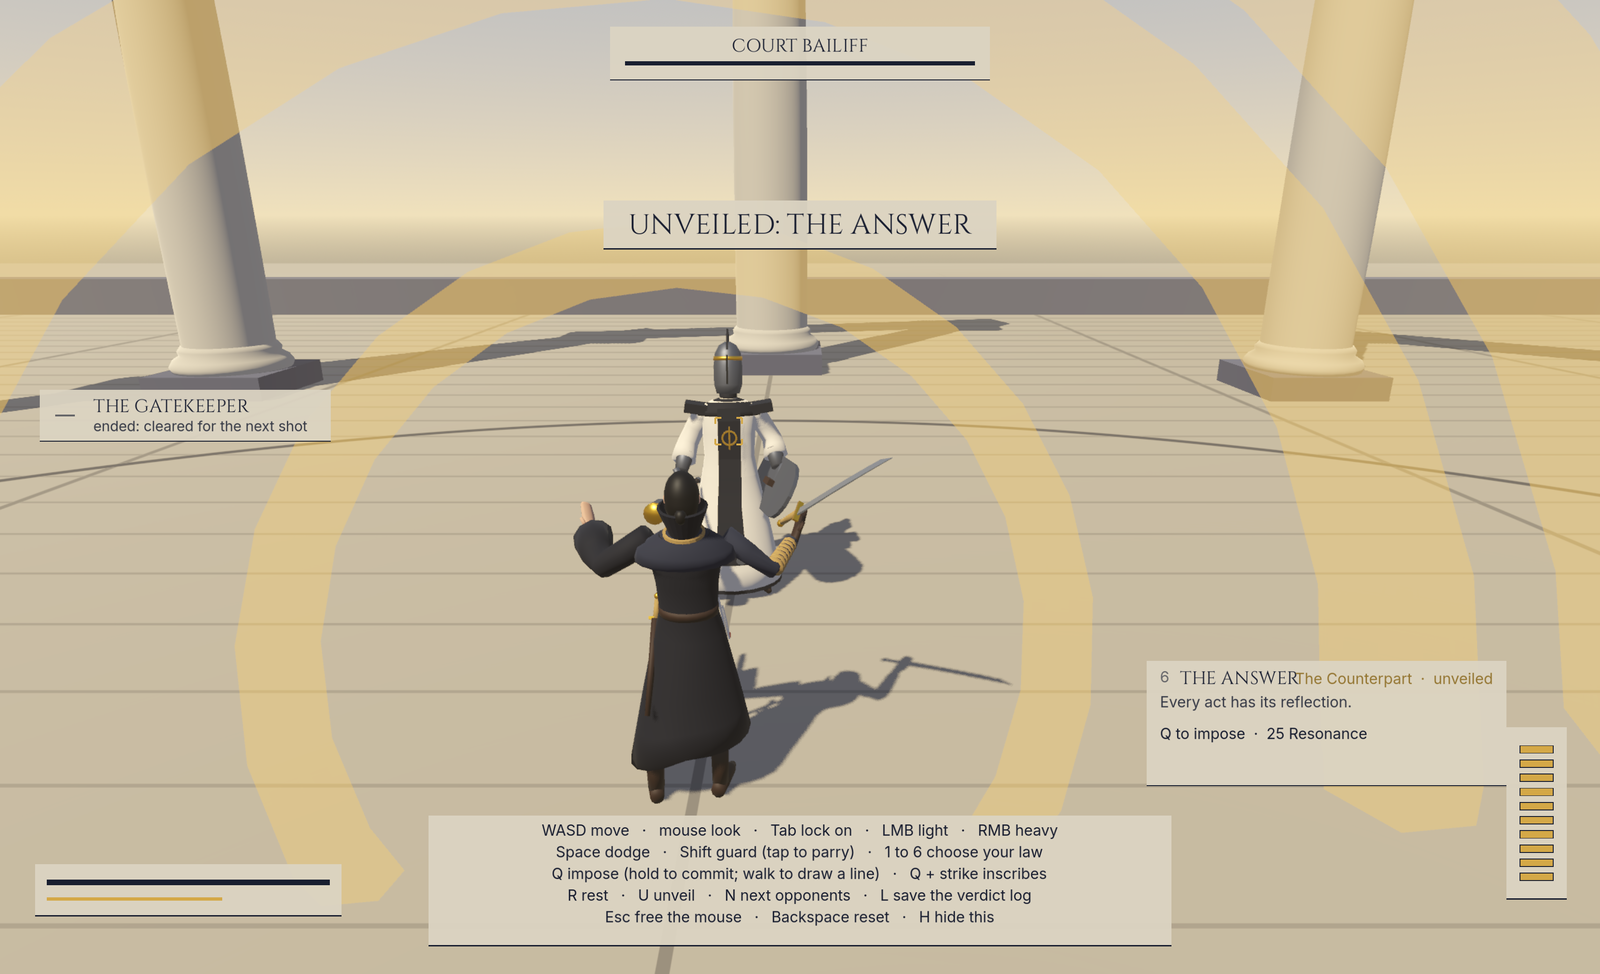 COURT BAILIFF
UNVEILED: THE ANSWER
— THE GATEKEEPER
ended: cleared for the next shot
6 THE ANSWER The Counterpart · unveiled
Every act has its reflection.
Q to impose · 25 Resonance
WASD move · mouse look · Tab lock on · LMB light · RMB heavy
Space dodge · Shift guard (tap to parry) · 1 to 6 choose your law
Q impose (hold to commit; walk to draw a line) · Q + strike inscribes
R rest · U unveil · N next opponents · L save the verdict log
Esc free the mouse · Backspace reset · H hide this